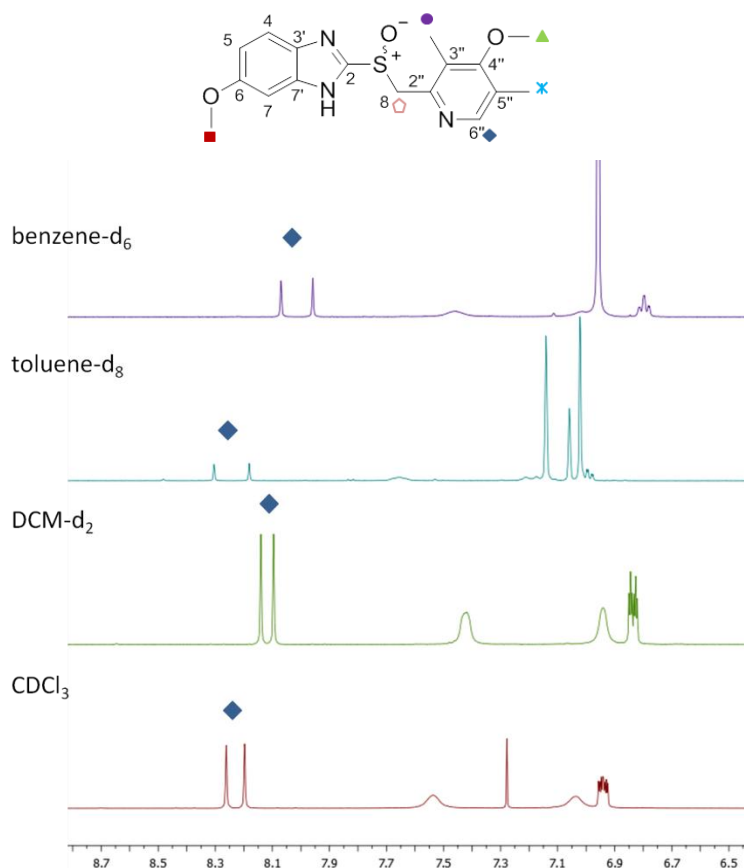 O⁻
4
5
3'
N
3''
O
S
+
2
4''
6
7
7'
N
H
O
8
2''
5''
N
6''
benzene-d₆
toluene-d₈
DCM-d₂
CDCl₃
8.7 8.5 8.3 8.1 7.9 7.7 7.5 7.3 7.1 6.9 6.7 6.5